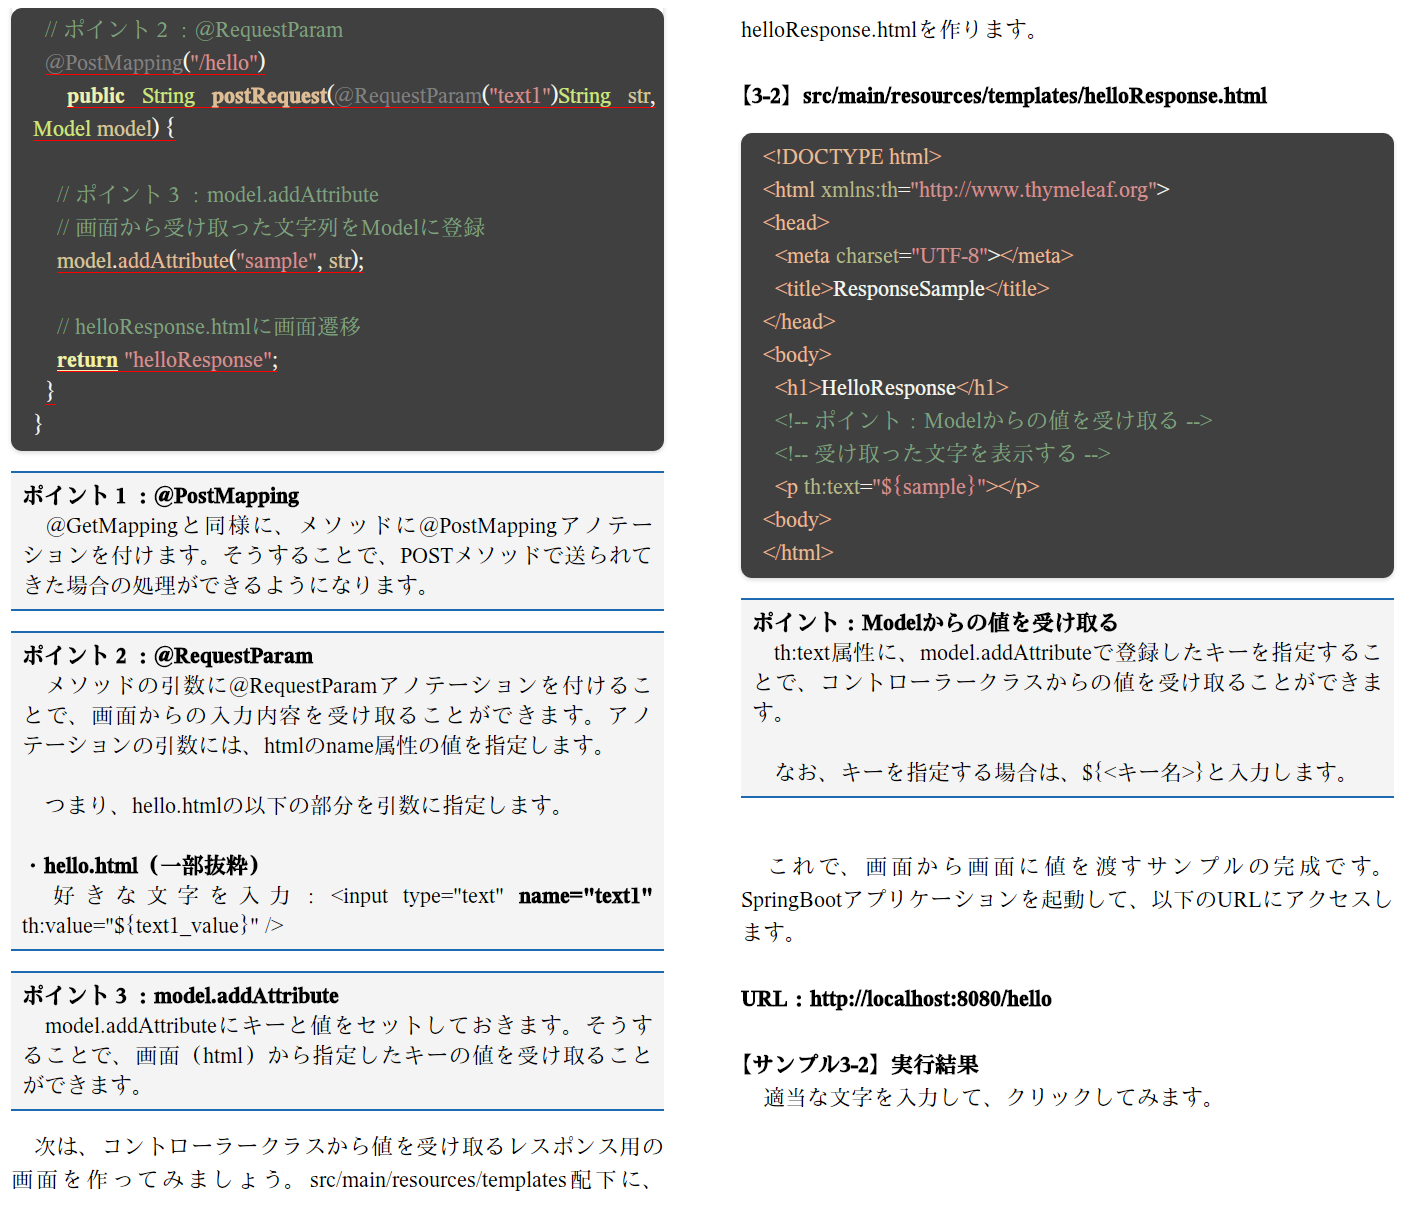 // ポイント２：@RequestParam
@PostMapping("/hello")
public String postRequest(@RequestParam("text1")String str,
Model model) {
// ポイント３：model.addAttribute
// 画面から受け取った文字列をModelに登録
model.addAttribute("sample", str);
// helloResponse.htmlに画面遷移
return "helloResponse";
}
}
ポイント１：@PostMapping
@GetMappingと同様に、メソッドに@PostMappingアノテー
ションを付けます。そうすることで、POSTメソッドで送られて
きた場合の処理ができるようになります。
ポイント２：@RequestParam
メソッドの引数に@RequestParamアノテーションを付けるこ
とで、画面からの入力内容を受け取ることができます。アノ
テーションの引数には、htmlのname属性の値を指定します。
つまり、hello.htmlの以下の部分を引数に指定します。
・hello.html（一部抜粋）
好きな文字を入力：<input type="text" name="text1"
th:value="${text1_value}" />
ポイント３：model.addAttribute
model.addAttributeにキーと値をセットしておきます。そうす
ることで、画面（html）から指定したキーの値を受け取ること
ができます。
次は、コントローラークラスから値を受け取るレスポンス用の
画面を作ってみましょう。src/main/resources/templates配下に、
helloResponse.htmlを作ります。
【3-2】src/main/resources/templates/helloResponse.html
<!DOCTYPE html>
<html xmlns:th="http://www.thymeleaf.org">
<head>
<meta charset="UTF-8"></meta>
<title>ResponseSample</title>
</head>
<body>
<h1>HelloResponse</h1>
<!-- ポイント：Modelからの値を受け取る -->
<!-- 受け取った文字を表示する -->
<p th:text="${sample}"></p>
<body>
</html>
ポイント：Modelからの値を受け取る
th:text属性に、model.addAttributeで登録したキーを指定するこ
とで、コントローラークラスからの値を受け取ることができま
す。
なお、キーを指定する場合は、${<キー名>}と入力します。
これで、画面から画面に値を渡すサンプルの完成です。
SpringBootアプリケーションを起動して、以下のURLにアクセスし
ます。
URL：http://localhost:8080/hello
【サンプル3-2】実行結果
適当な文字を入力して、クリックしてみます。